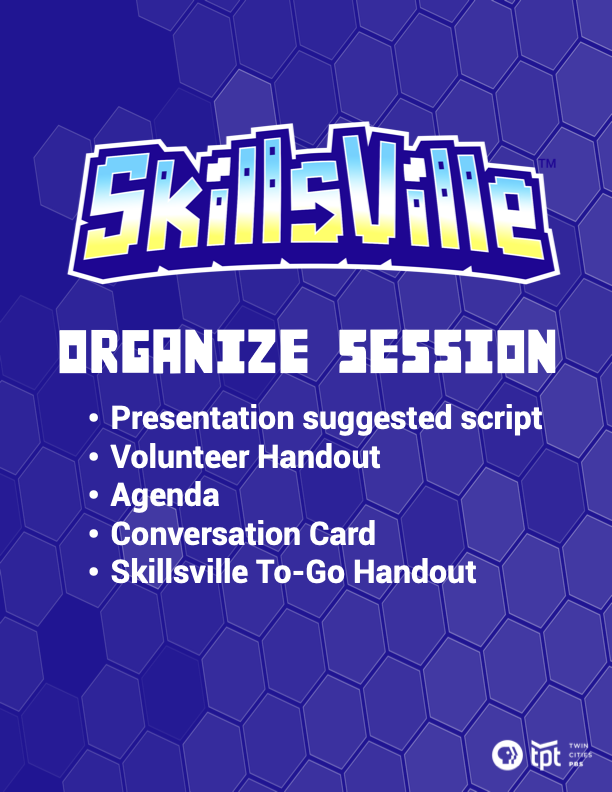 SkillsVille™
ORGANIZE SESSION
• Presentation suggested script
• Volunteer Handout
• Agenda
• Conversation Card
• Skillsville To-Go Handout
tpt
TWIN
CITIES
PBS